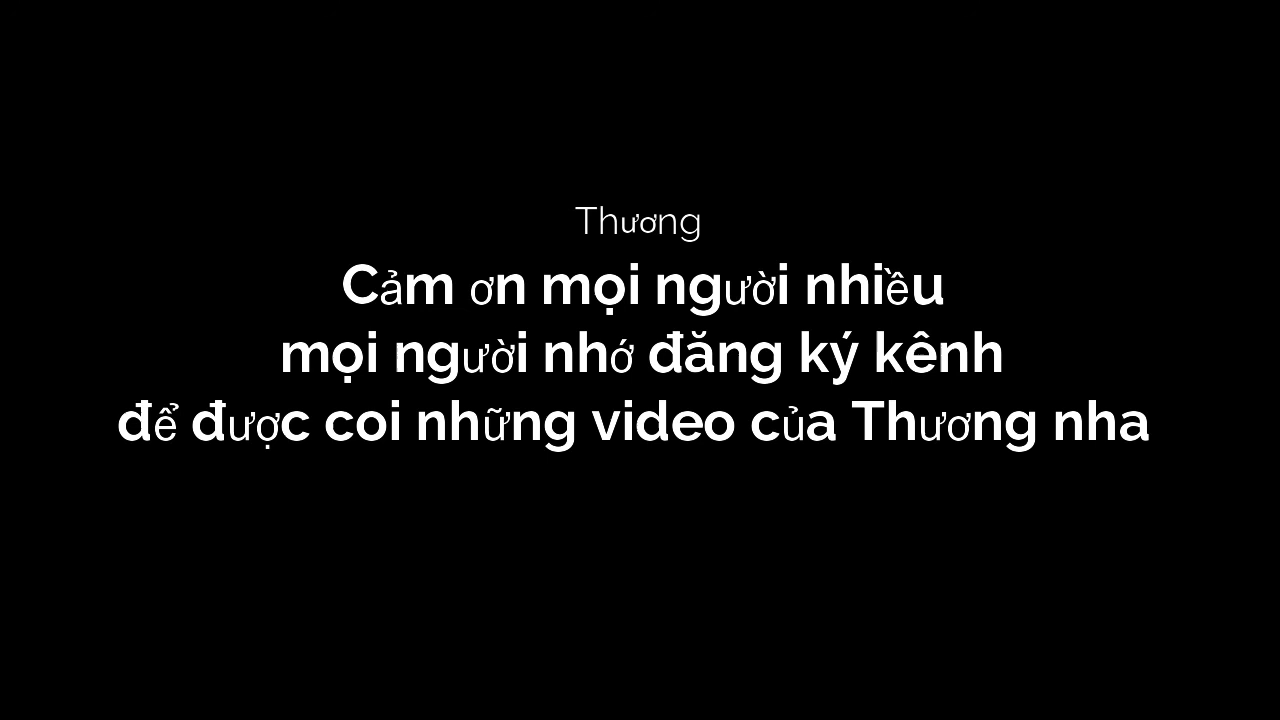 Thương
Cảm ơn mọi người nhiều
mọi người nhớ đăng ký kênh
để được coi những video của Thương nha